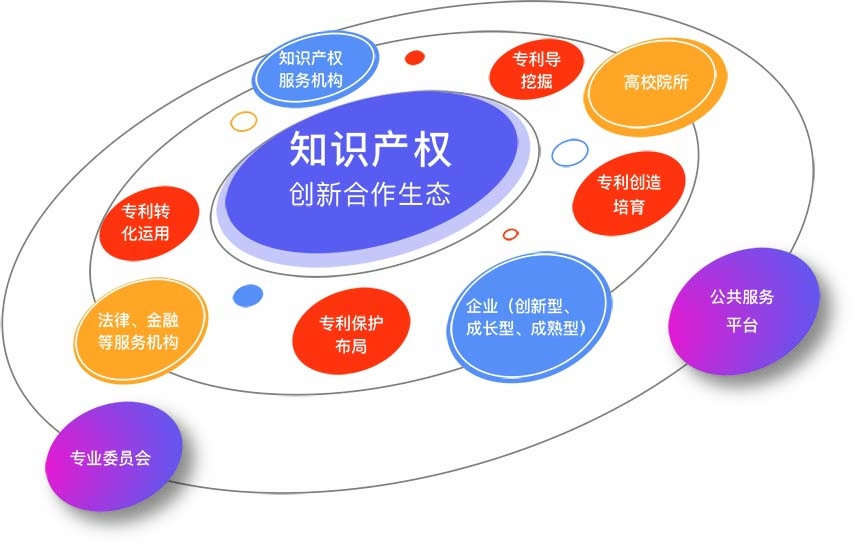 知识产权
服务机构
专利导
挖掘
高校院所
知识产权
创新合作生态
专利创造
培育
专利转
化运用
公共服务
平台
企业（创新型、
成长型、成熟型）
法律、金融
等服务机构
专利保护
布局
专业委员会